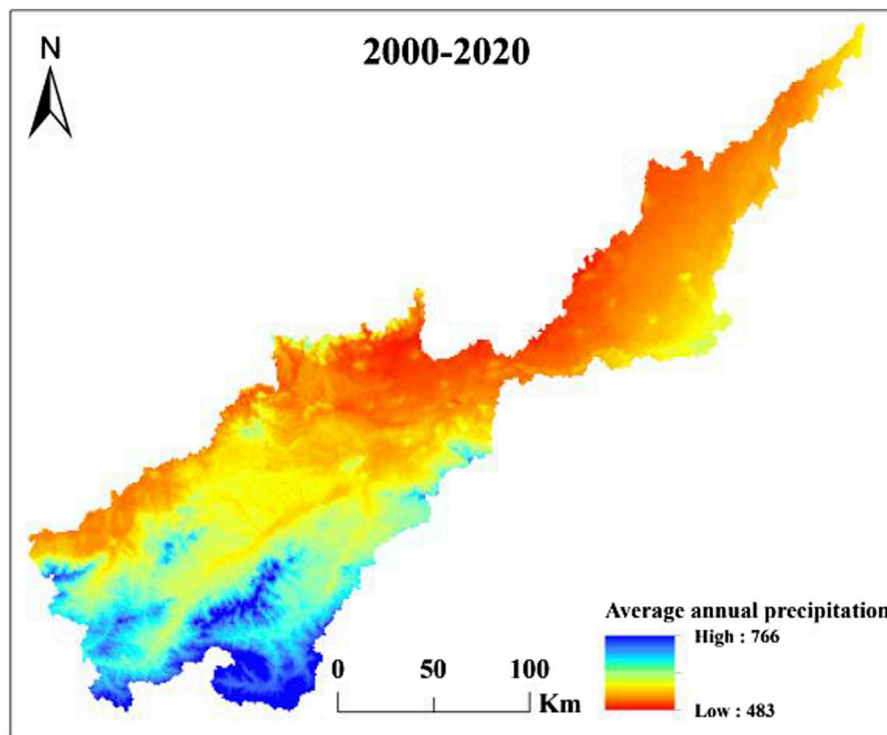 2000-2020
N
Average annual precipitation
High : 766
Low : 483
0 50 100
Km